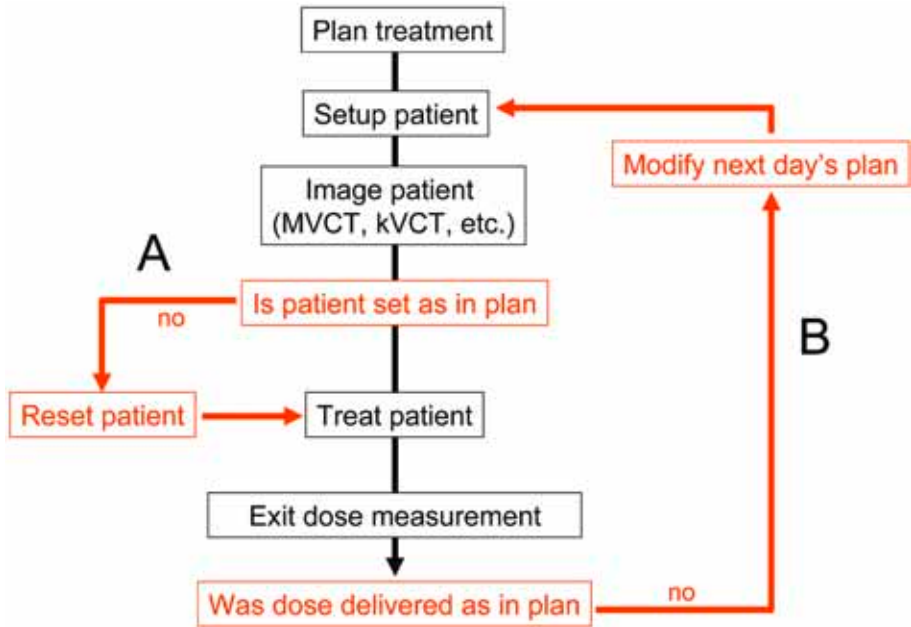 Plan treatment
Setup patient
Modify next day's plan
Image patient
(MVCT, kVCT, etc.)
A
Is patient set as in plan
no
B
Reset patient
Treat patient
Exit dose measurement
Was dose delivered as in plan
no